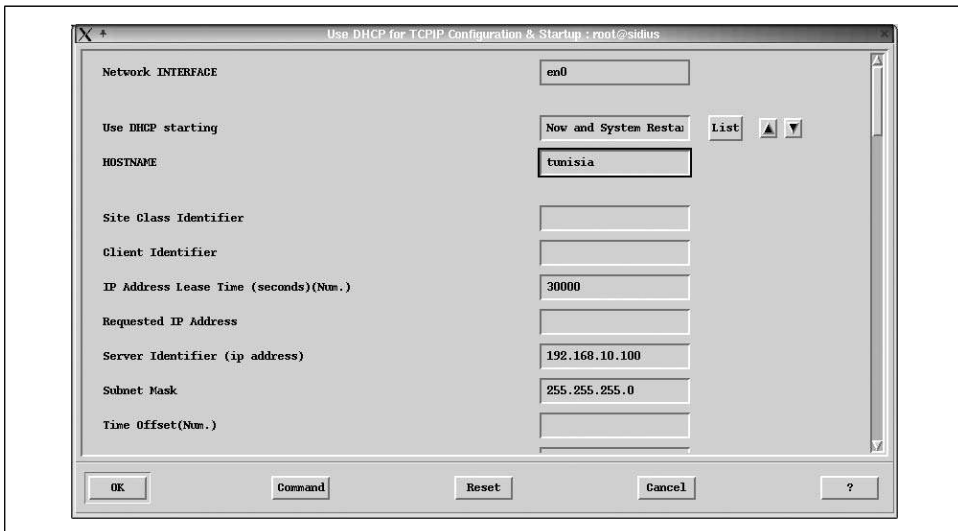 X Use DHCP for TCPIP Configuration & Startup : root@sidius
Network INTERFACE en0
Use DHCP starting Now and System Restar List
HOSTNAME tunisia
Site Class Identifier
Client Identifier
IP Address Lease Time (seconds)(Num.) 30000
Requested IP Address
Server Identifier (ip address) 192.168.10.100
Subnet Mask 255.255.255.0
Time Offset(Num.)
OK Command Reset Cancel ?